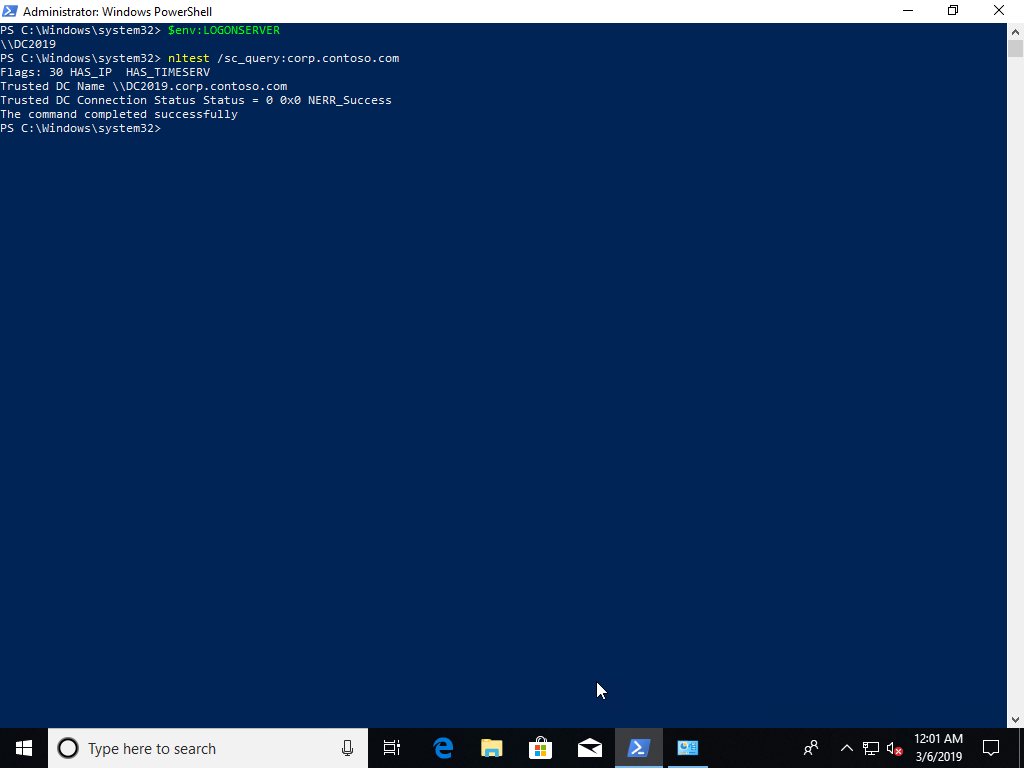 Administrator: Windows PowerShell
PS C:\Windows\system32> $env:LOGONSERVER
\\DC2019
PS C:\Windows\system32> nltest /sc_query:corp.contoso.com
Flags: 30 HAS_IP  HAS_TIMESERV
Trusted DC Name \\DC2019.corp.contoso.com
Trusted DC Connection Status Status = 0 0x0 NERR_Success
The command completed successfully
PS C:\Windows\system32>
Type here to search
12:01 AM
3/6/2019